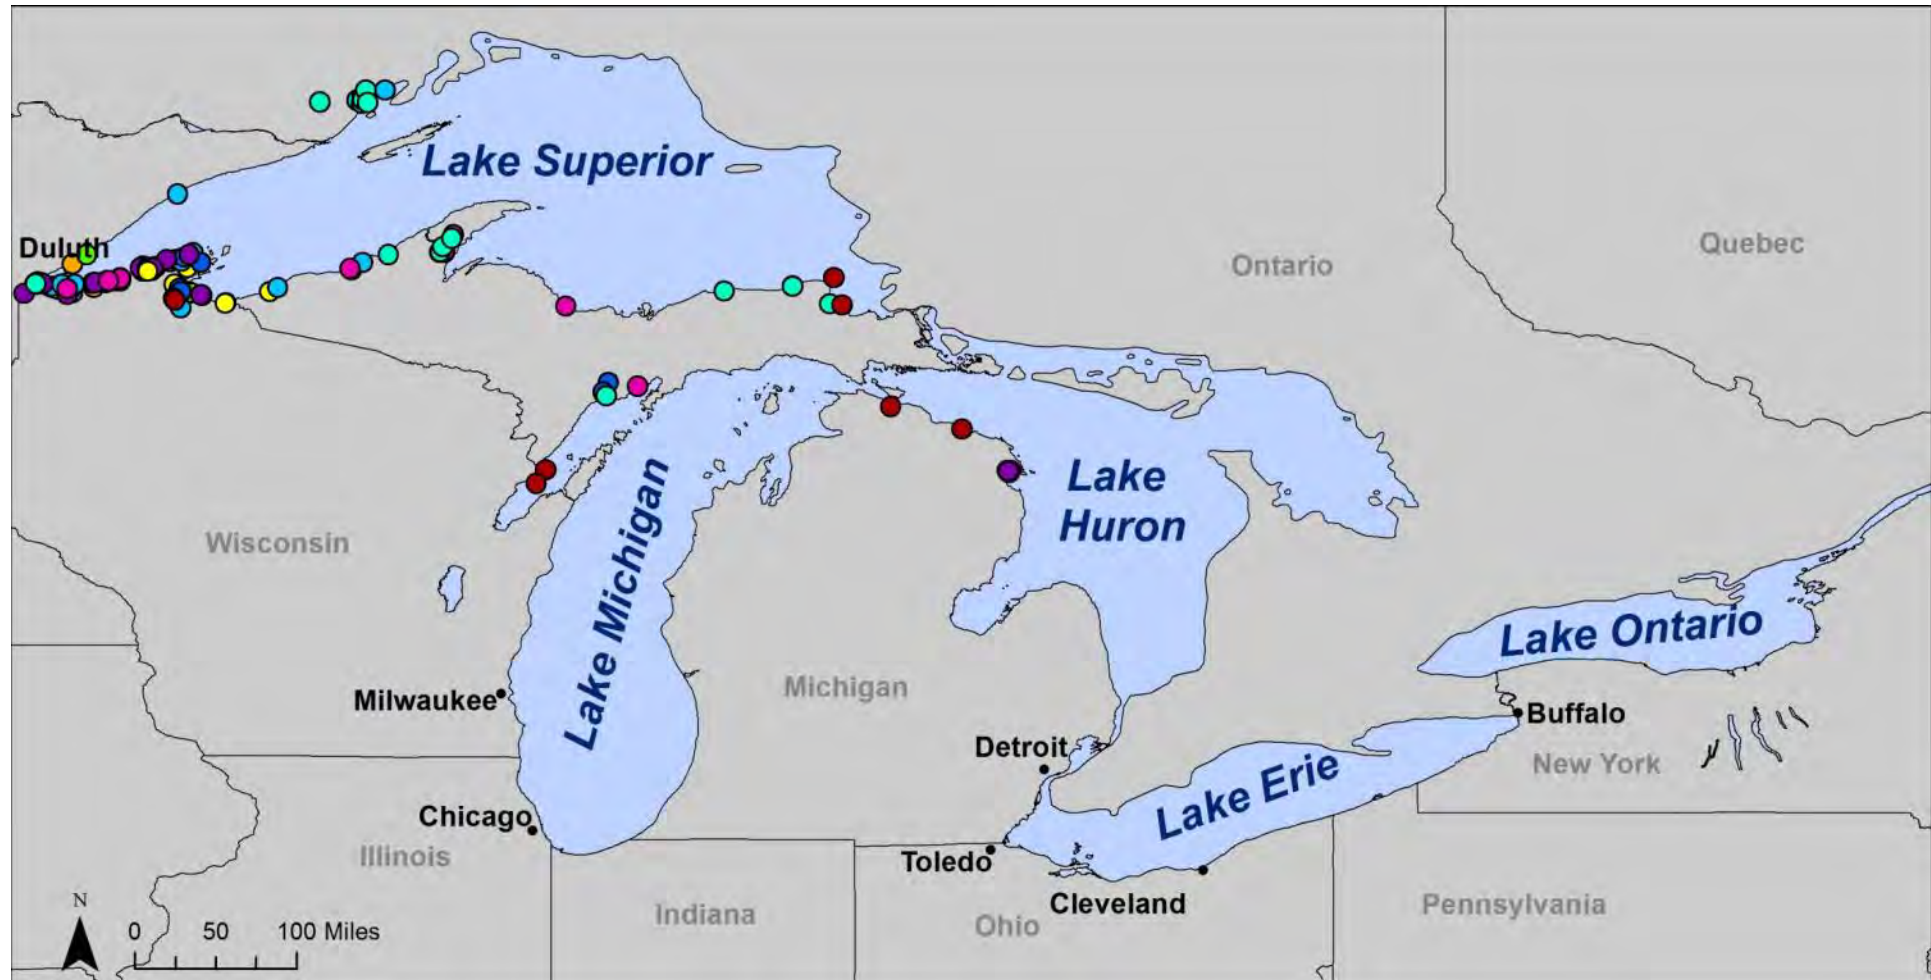 Lake Superior
Duluth
Quebec
Ontario
Lake
Huron
Lake Michigan
Wisconsin
Lake Ontario
Michigan
Milwaukee
Buffalo
Detroit
New York
Lake Erie
Chicago
Illinois
Toledo
Cleveland
Pennsylvania
Indiana
Ohio
N
0 50 100 Miles